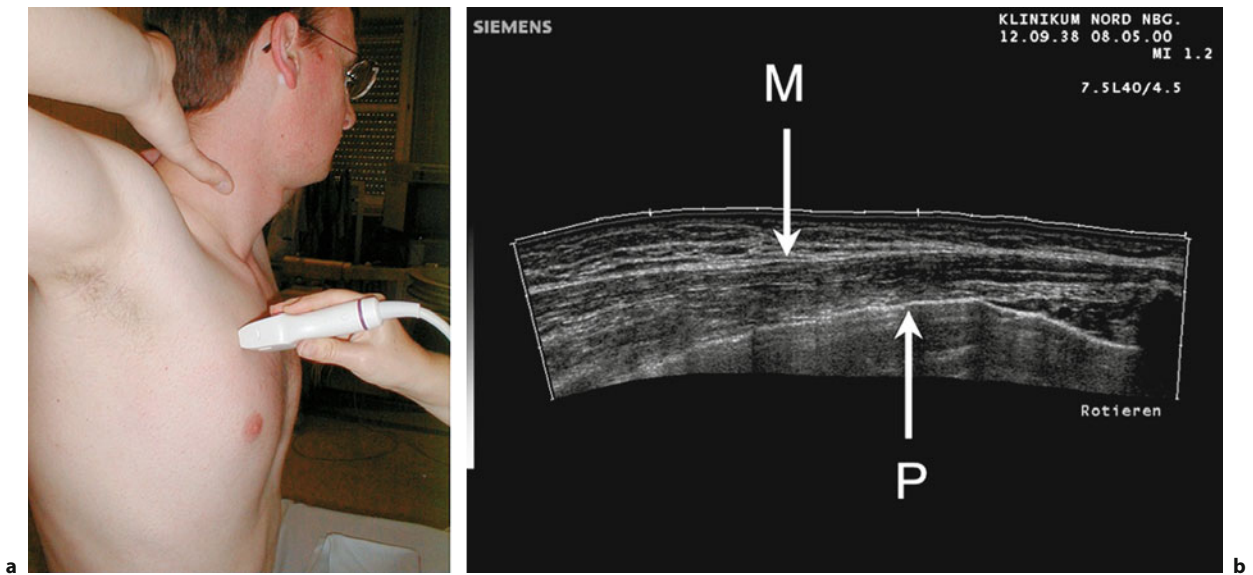 SIEMENS
KLINIKUM NORD NBG.
12.09.38 08.05.00
MI 1.2
7.5L40/4.5
M
P
Rotieren
a
b